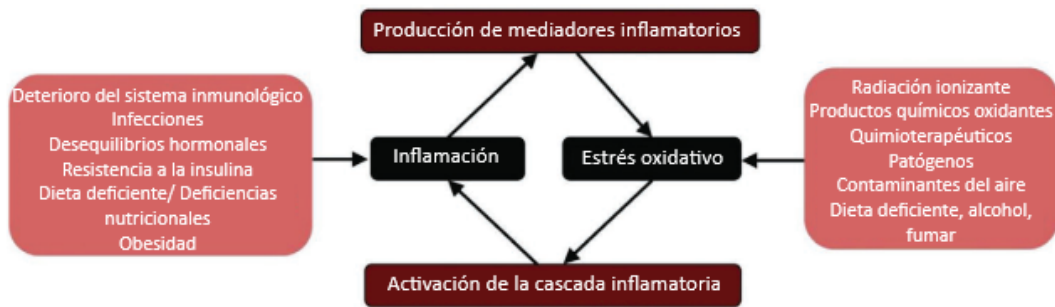 Producción de mediadores inflamatorios
Deterioro del sistema inmunológico
Infecciones
Desequilibrios hormonales
Resistencia a la insulina
Dieta deficiente/ Deficiencias
nutricionales
Obesidad
Inflamación
Estrés oxidativo
Radiación ionizante
Productos químicos oxidantes
Quimioterapéuticos
Patógenos
Contaminantes del aire
Dieta deficiente, alcohol,
fumar
Activación de la cascada inflamatoria